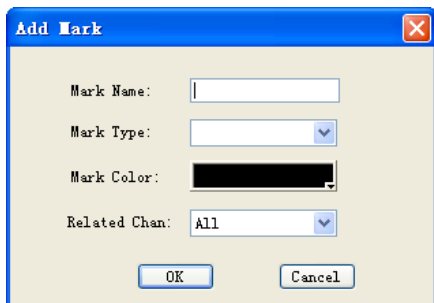 Add Mark
Mark Name:
Mark Type:
Mark Color:
Related Chan: All
OK Cancel